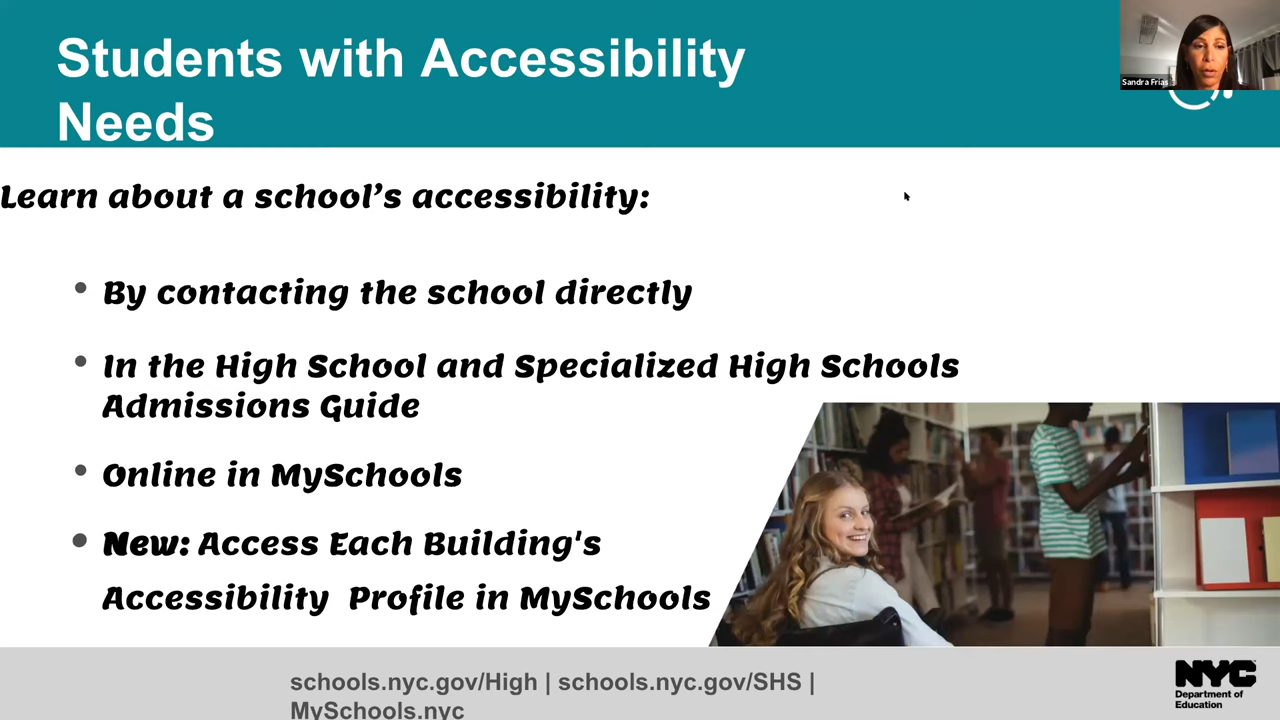 Students with Accessibility
Needs
Sandra Frias
Learn about a school’s accessibility:
• By contacting the school directly
• In the High School and Specialized High Schools
Admissions Guide
• Online in MySchools
• New: Access Each Building's
Accessibility Profile in MySchools
schools.nyc.gov/High | schools.nyc.gov/SHS |
MySchools.nyc
NYC
Department of
Education